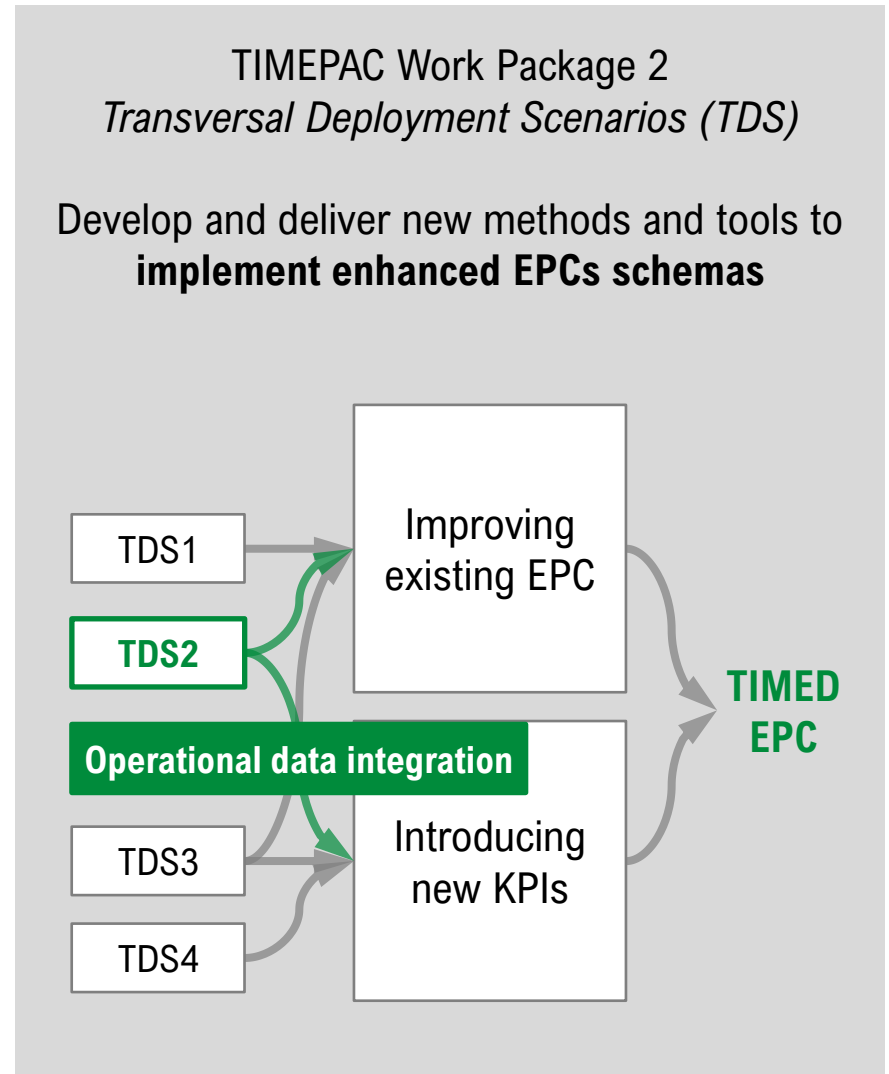 TIMEPAC Work Package 2
Transversal Deployment Scenarios (TDS)
Develop and deliver new methods and tools to
implement enhanced EPCs schemas
TDS1
TDS2
Operational data integration
TDS3
TDS4
Improving
existing EPC
Introducing
new KPIs
TIMED
EPC